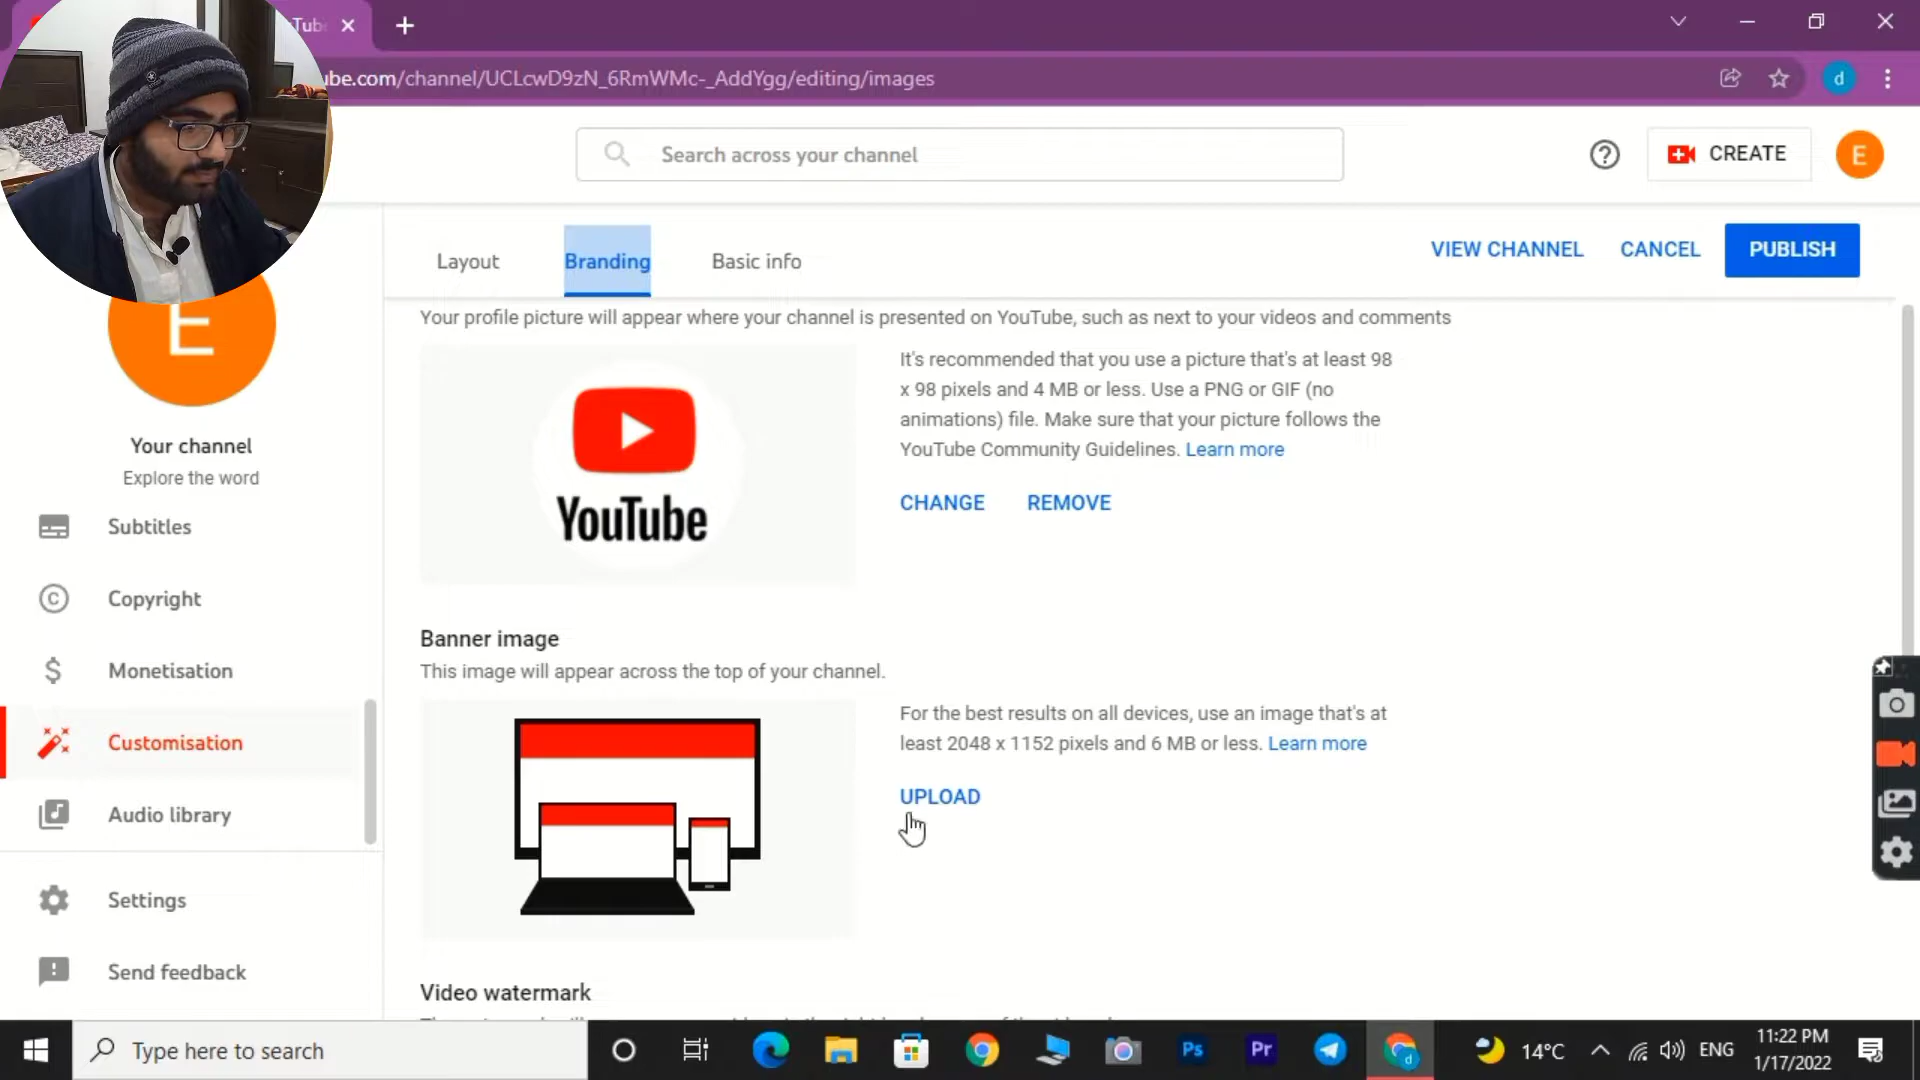 Tube
ube.com/channel/UCLcwD9zN_6RmWMc-_AddYgg/editing/images
d
Search across your channel
CREATE
E
Layout
Branding
Basic info
VIEW CHANNEL
CANCEL
PUBLISH
E
Your channel
Explore the word
Subtitles
Copyright
Monetisation
Customisation
Audio library
Settings
Send feedback
Your profile picture will appear where your channel is presented on YouTube, such as next to your videos and comments
YouTube
It's recommended that you use a picture that's at least 98
x 98 pixels and 4 MB or less. Use a PNG or GIF (no
animations) file. Make sure that your picture follows the
YouTube Community Guidelines. Learn more
CHANGE
REMOVE
Banner image
This image will appear across the top of your channel.
For the best results on all devices, use an image that's at
least 2048 x 1152 pixels and 6 MB or less. Learn more
UPLOAD
Video watermark
Type here to search
Ps
Pr
d
14°C
ENG
11:22 PM
1/17/2022